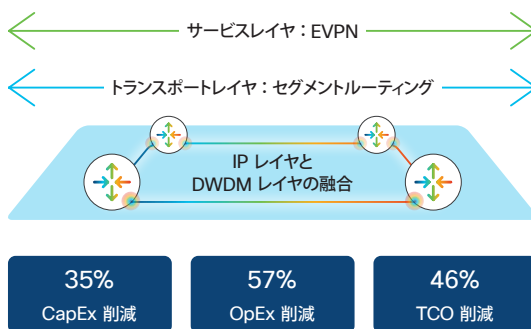 サービスレイヤ：EVPN
トランスポートレイヤ：セグメントルーティング
IP レイヤと
DWDM レイヤの融合
35%
CapEx 削減
57%
OpEx 削減
46%
TCO 削減